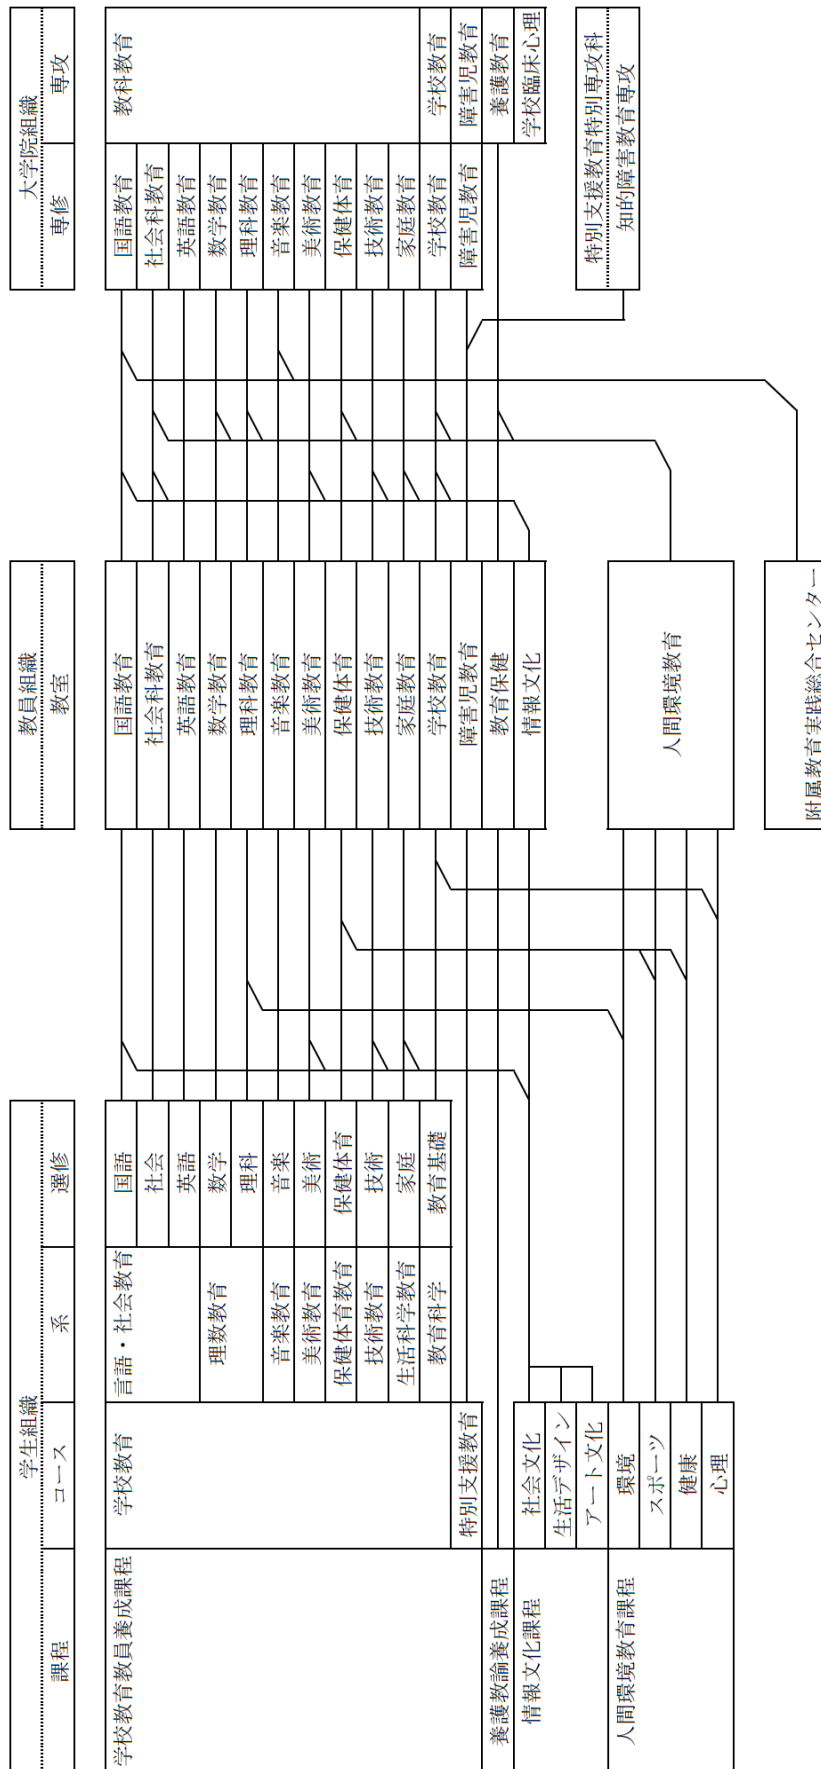 学生組織
課程
コース
系
選修
教員組織
教室
大学院組織
専修
専攻
学校教育教員養成課程
学校教育
言語・社会教育
国語
社会
英語
理数教育
数学
理科
音楽教育
音楽
美術教育
美術
保健体育教育
保健体育
技術教育
技術
生活科学教育
家庭
教育科学
教育基礎
特別支援教育
養護教諭養成課程
情報文化課程
社会文化
生活デザイン
アート文化
人間環境教育課程
環境
スポーツ
健康
心理
国語教育
社会科教育
英語教育
数学教育
理科教育
音楽教育
美術教育
保健体育
技術教育
家庭教育
学校教育
障害児教育
教育保健
情報文化
人間環境教育
附属教育実践総合センター
国語教育
社会科教育
英語教育
数学教育
理科教育
音楽教育
美術教育
保健体育
技術教育
家庭教育
学校教育
障害児教育
教科教育
学校教育
障害児教育
養護教育
学校臨床心理
特別支援教育特別専攻科
知的障害教育専攻